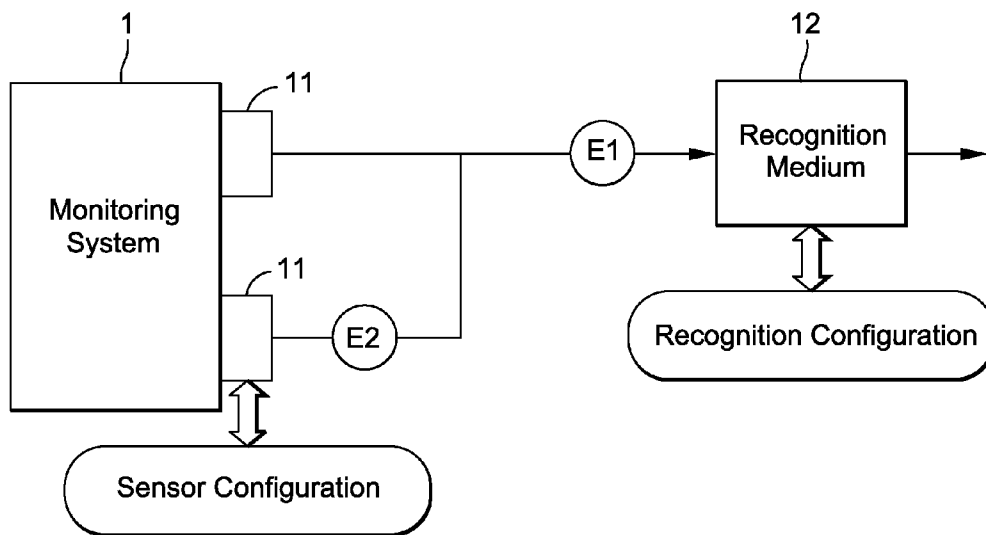 1
11
12
Monitoring
System
E1
Recognition
Medium
11
E2
Recognition Configuration
Sensor Configuration